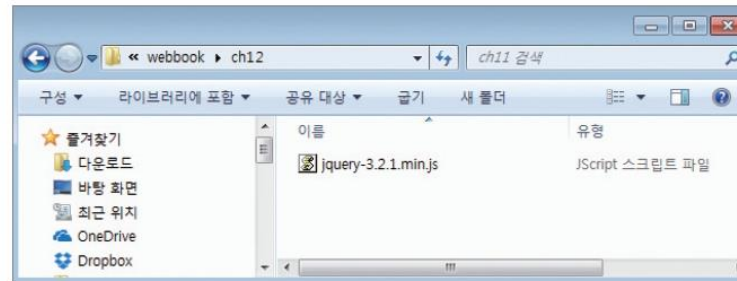 « webbook ▸ ch12
ch11 검색
구성 ▼ 라이브러리에 포함 ▼ 공유 대상 ▼ 굽기 새 폴더
즐겨찾기
다운로드
바탕 화면
최근 위치
OneDrive
Dropbox
이름 유형
jquery-3.2.1.min.js JScript 스크립트 파일